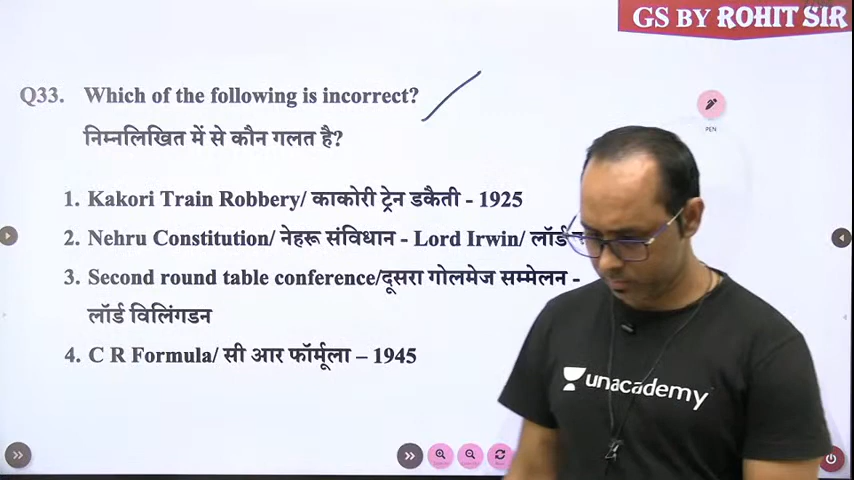 GS BY ROHIT SIR
Q33. Which of the following is incorrect?
निम्नलिखित में से कौन गलत है?
PEN
1. Kakori Train Robbery/ काकोरी ट्रेन डकैती - 1925
2. Nehru Constitution/ नेहरू संविधान - Lord Irwin/ लॉर्ड
3. Second round table conference/दूसरा गोलमेज सम्मेलन -
लॉर्ड विलिंगडन
4. C R Formula/ सी आर फॉर्मूला – 1945
unacademy